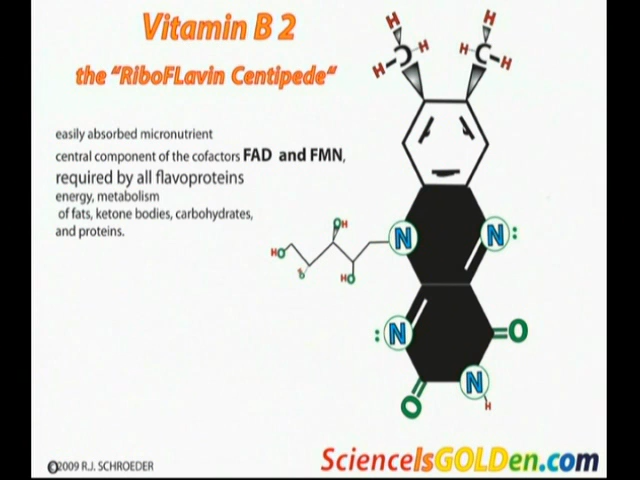 Vitamin B 2
the "RiboFLavin Centipede"
easily absorbed micronutrient
central component of the cofactors FAD and FMN,
required by all flavoproteins
energy, metabolism
of fats, ketone bodies, carbohydrates,
and proteins.
H H
C H H C
H H
OH
HO
HO
N N:
:N O
N
O H
©2009 R.J. SCHROEDER
ScienceIsGOLDen.com